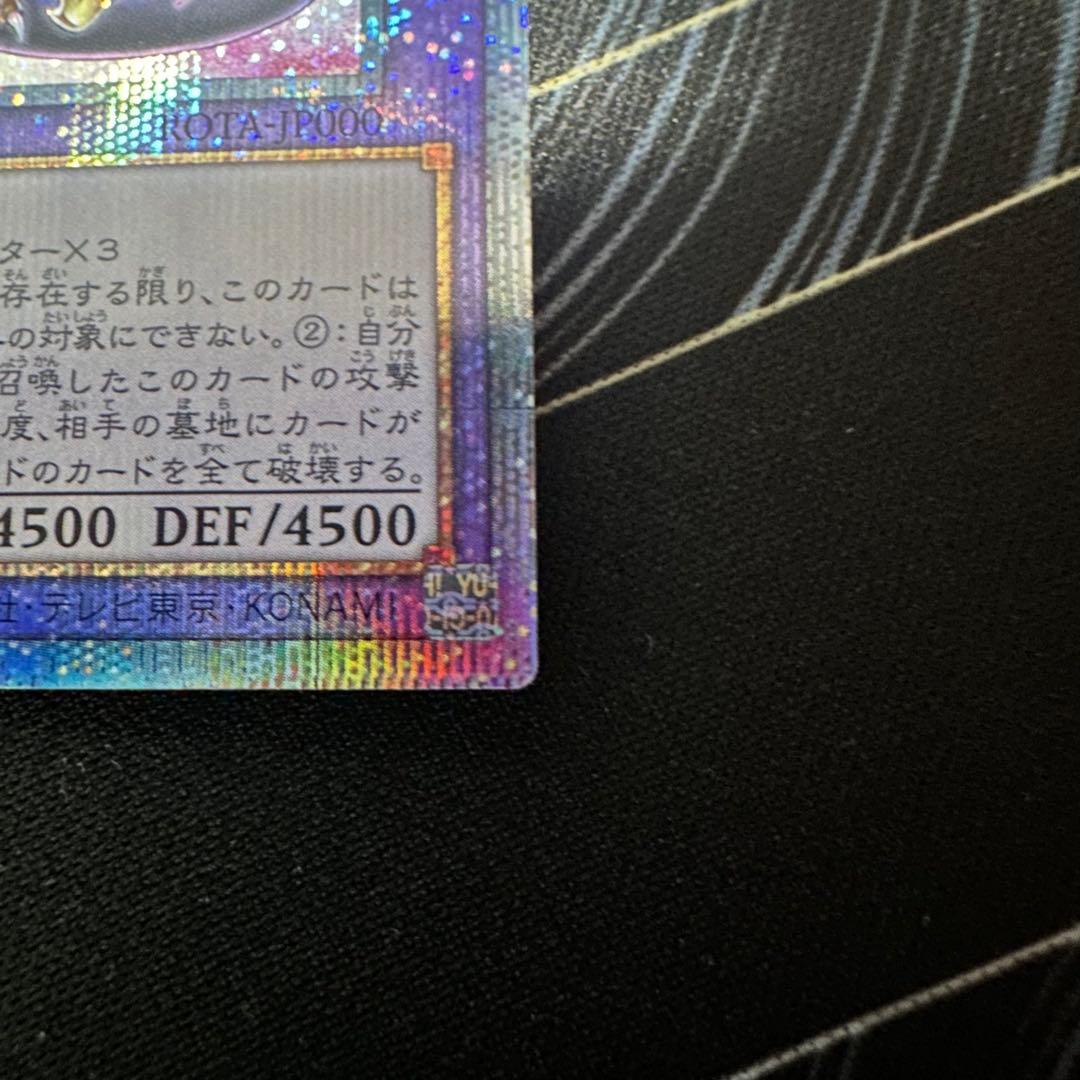 ROTA-JP000
ターX3
存在する限り、このカードは
の対象にできない。②:自分
召喚したこのカードの攻撃
度、相手の墓地にカードが
ドのカードを全て破壊する。
4500 DEF/4500
社・テレビ東京・KONAMI